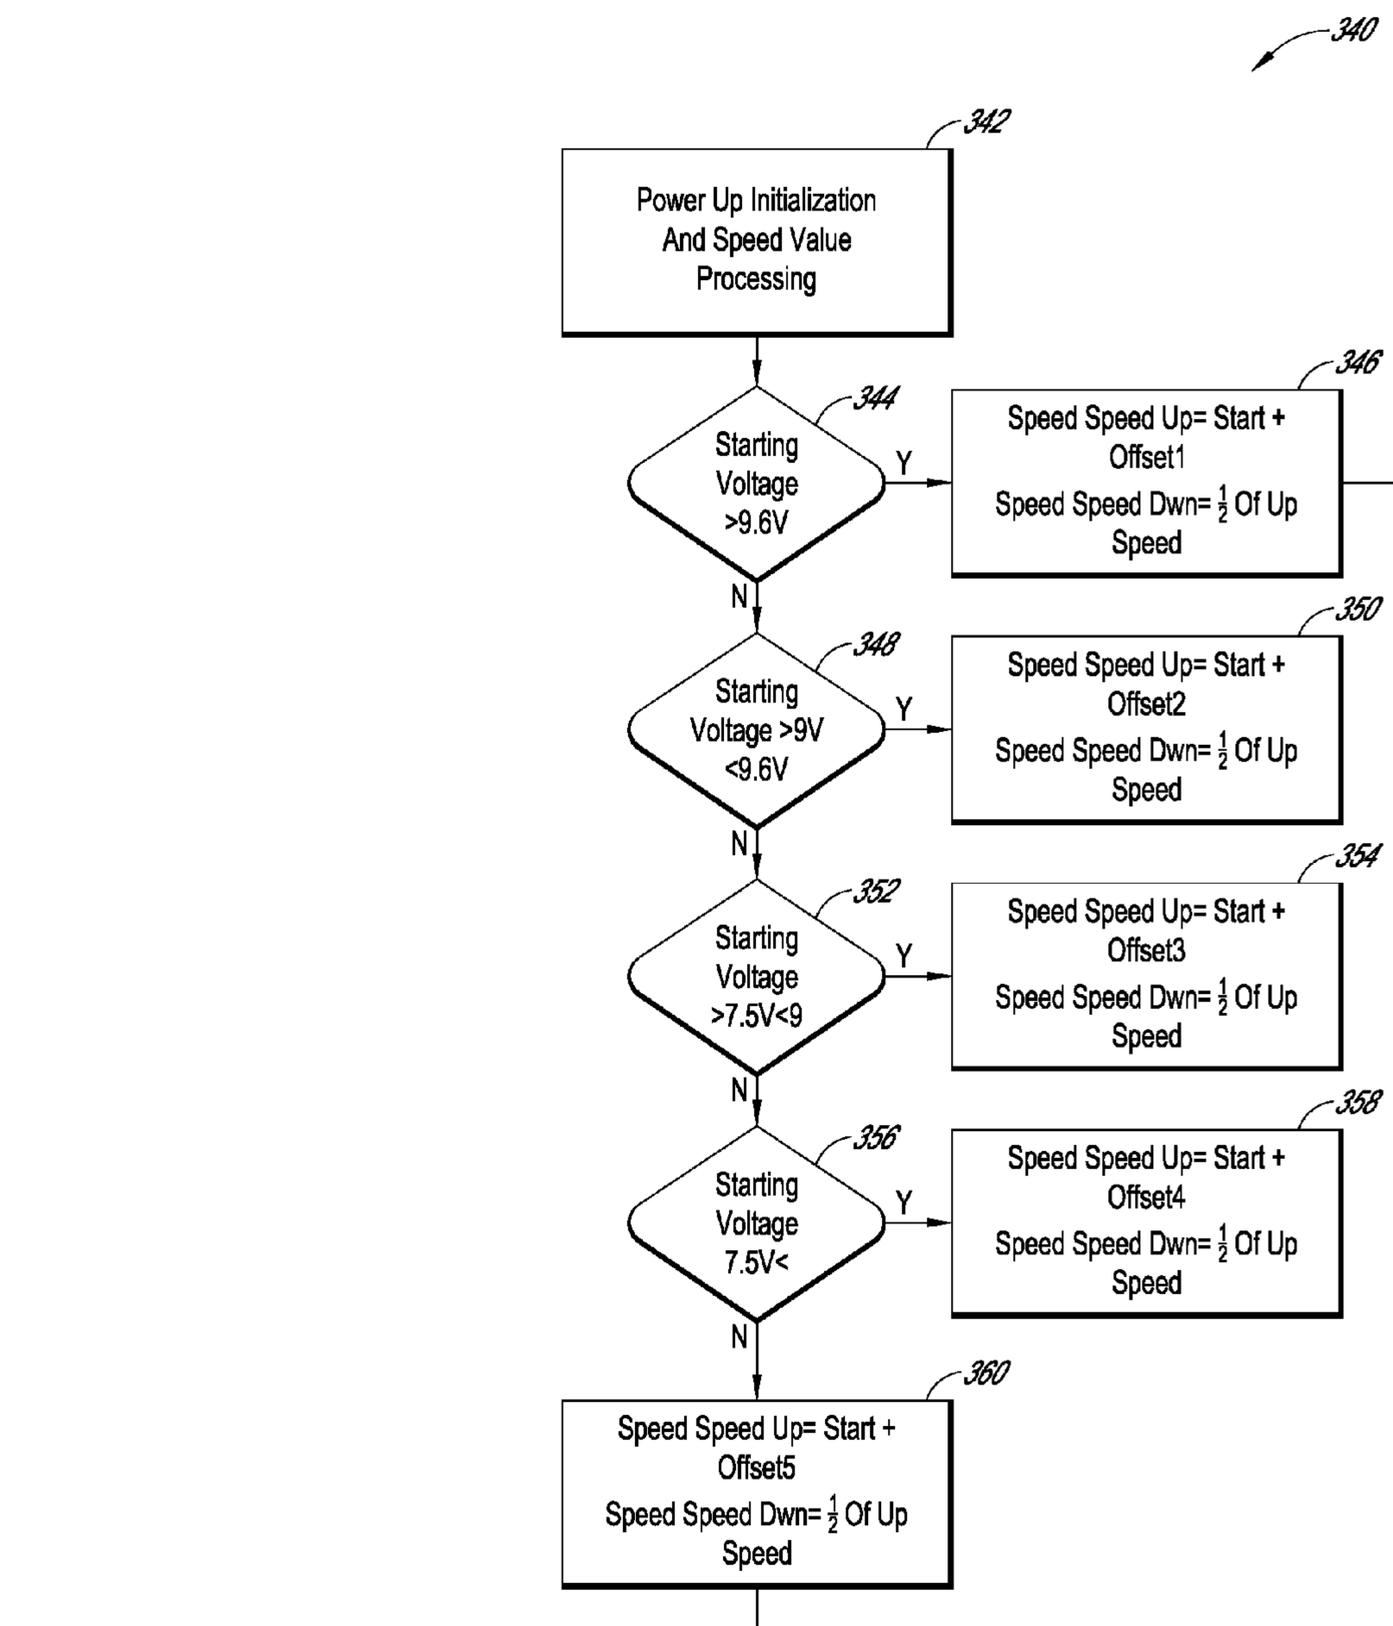 340
342
Power Up Initialization
And Speed Value
Processing
344
Starting
Voltage
>9.6V
Y
N
346
Speed Speed Up= Start +
Offset1
Speed Speed Dwn= ½ Of Up
Speed
348
Starting
Voltage >9V
<9.6V
Y
N
350
Speed Speed Up= Start +
Offset2
Speed Speed Dwn= ½ Of Up
Speed
352
Starting
Voltage
>7.5V<9
Y
N
354
Speed Speed Up= Start +
Offset3
Speed Speed Dwn= ½ Of Up
Speed
356
Starting
Voltage
7.5V<
Y
N
358
Speed Speed Up= Start +
Offset4
Speed Speed Dwn= ½ Of Up
Speed
360
Speed Speed Up= Start +
Offset5
Speed Speed Dwn= ½ Of Up
Speed